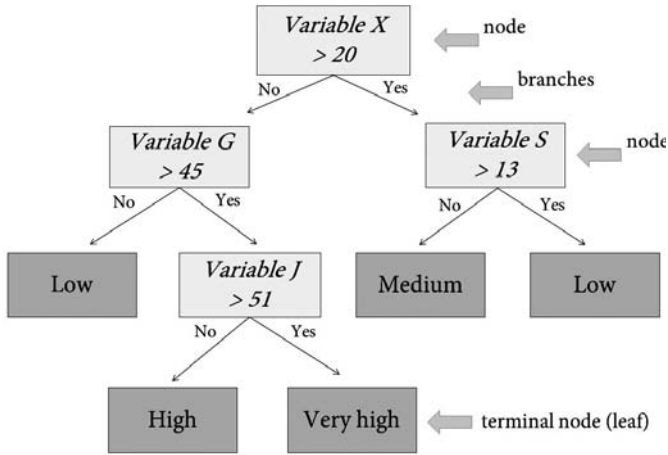 Variable X
> 20
node
No
Yes
branches
Variable G
> 45
Variable S
> 13
node
No
Yes
No
Yes
Low
Variable J
> 51
Medium
Low
No
Yes
High
Very high
terminal node (leaf)